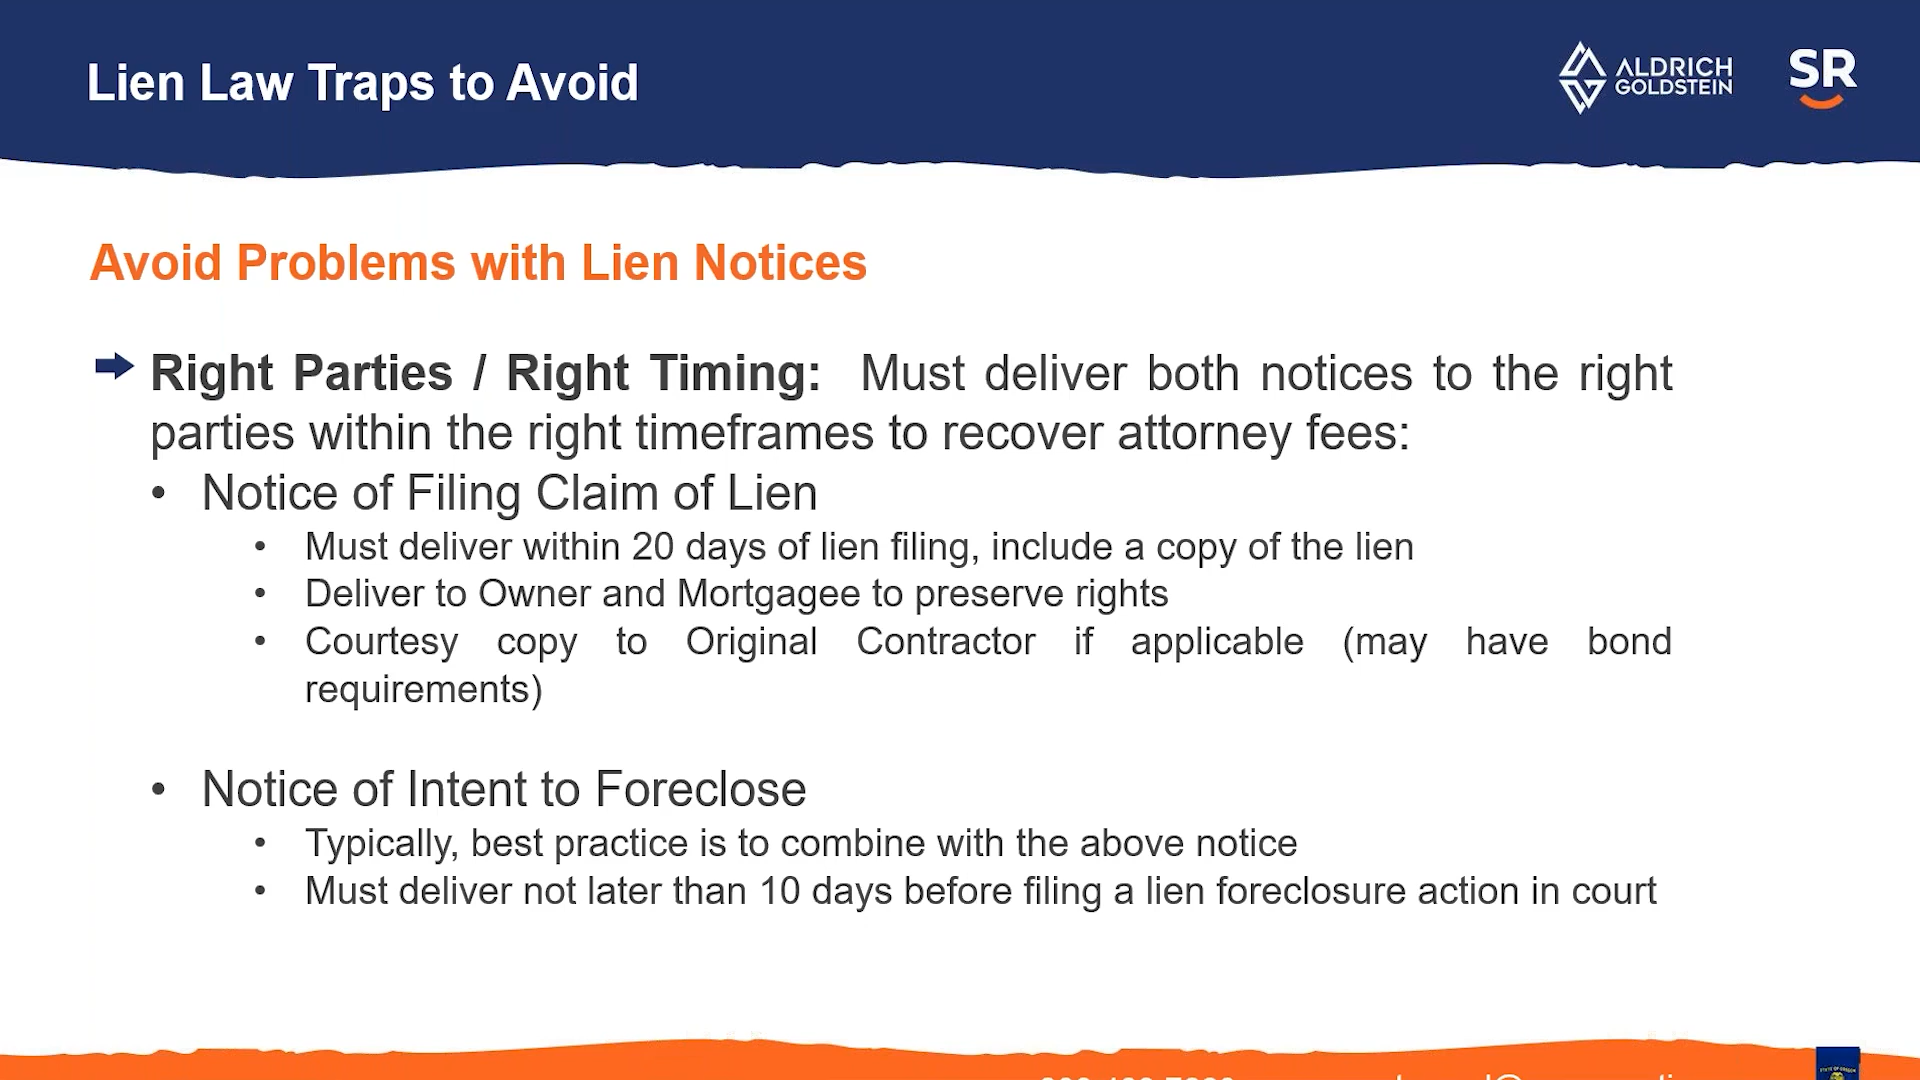 Lien Law Traps to Avoid
ALDRICH
GOLDSTEIN
SR
Avoid Problems with Lien Notices
Right Parties / Right Timing: Must deliver both notices to the right
parties within the right timeframes to recover attorney fees:
• Notice of Filing Claim of Lien
• Must deliver within 20 days of lien filing, include a copy of the lien
• Deliver to Owner and Mortgagee to preserve rights
• Courtesy copy to Original Contractor if applicable (may have bond
requirements)
• Notice of Intent to Foreclose
• Typically, best practice is to combine with the above notice
• Must deliver not later than 10 days before filing a lien foreclosure action in court
STATE OF OREGON